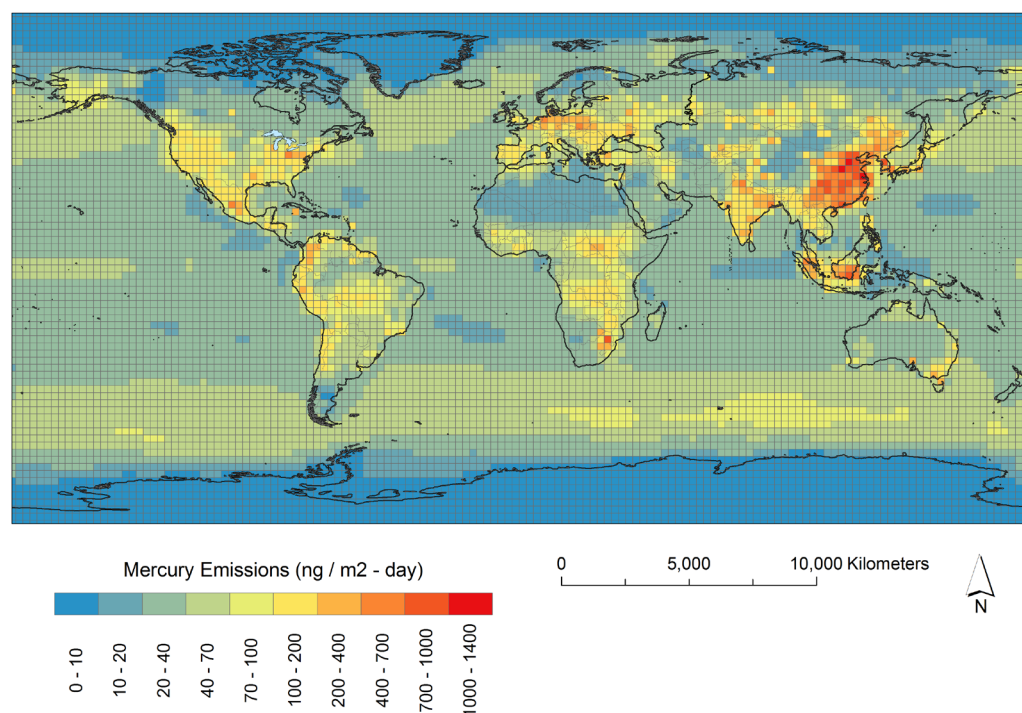 Mercury Emissions (ng / m2 - day)
0 - 10
10 - 20
20 - 40
40 - 70
70 - 100
100 - 200
200 - 400
400 - 700
700 - 1000
1000 - 1400
0 5,000 10,000 Kilometers
N